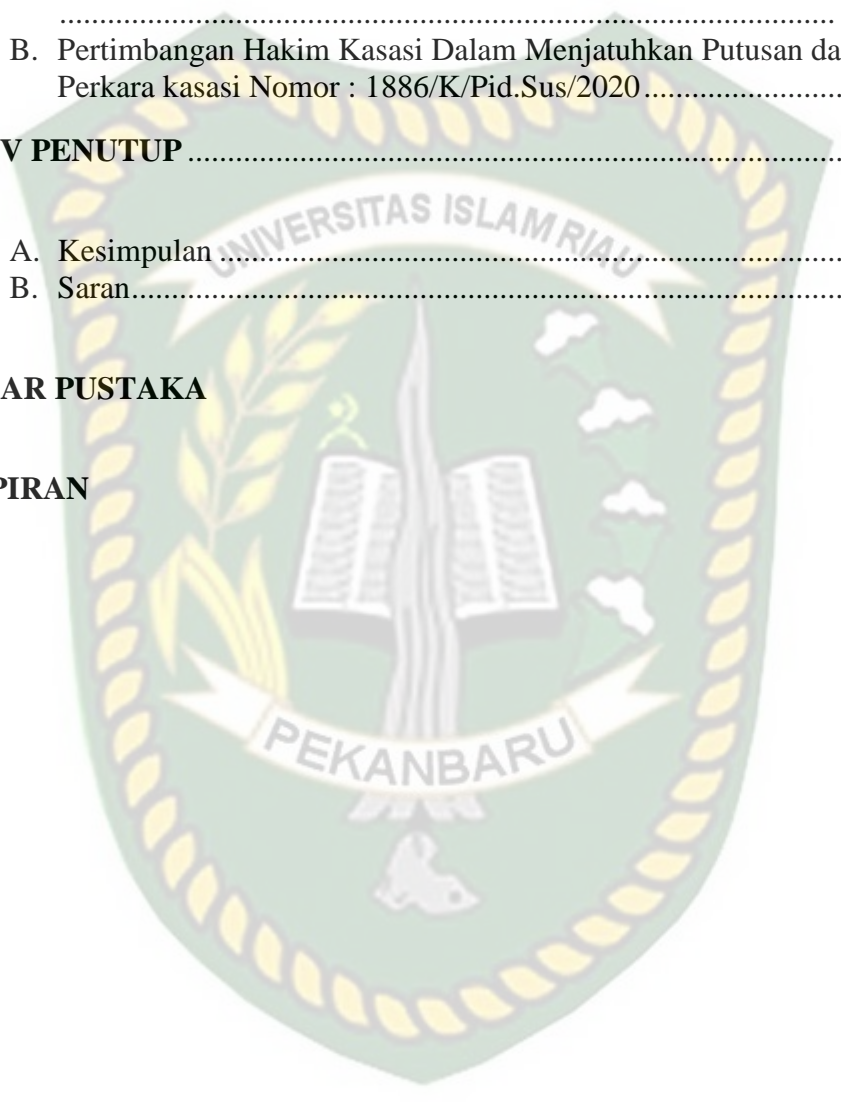 ................................................................................................
B. Pertimbangan Hakim Kasasi Dalam Menjatuhkan Putusan da
Perkara kasasi Nomor : 1886/K/Pid.Sus/2020.........................
V PENUTUP...................................................................................
UNIVERSITAS ISLAM RIAU
A. Kesimpulan...............................................................................
B. Saran.........................................................................................
AR PUSTAKA
PIRAN
PEKANBARU